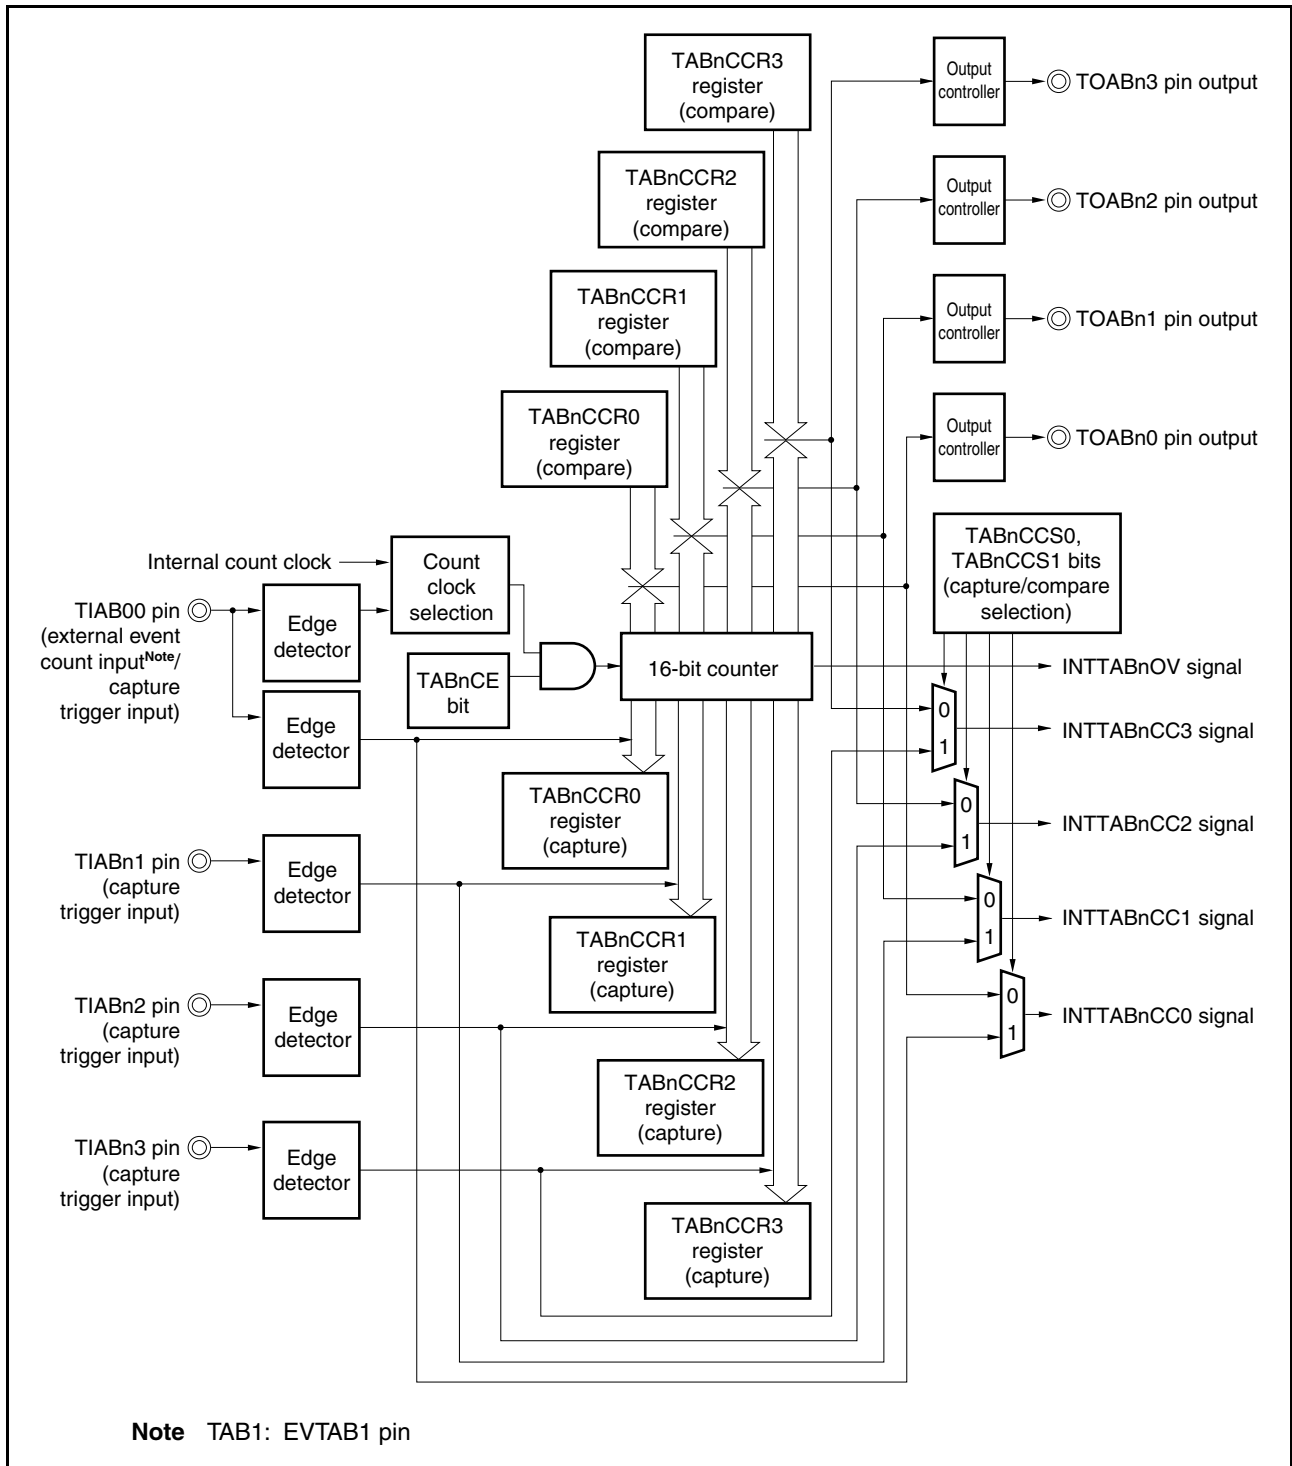 TABnCCR3
register
(compare)
Output
controller
TOABn3 pin output
TABnCCR2
register
(compare)
Output
controller
TOABn2 pin output
TABnCCR1
register
(compare)
Output
controller
TOABn1 pin output
TABnCCR0
register
(compare)
Output
controller
TOABn0 pin output
TABnCCS0,
TABnCCS1 bits
(capture/compare
selection)
Internal count clock
Count
clock
selection
TIAB00 pin
(external event
count inputNote/
capture
trigger input)
Edge
detector
TABnCE
bit
16-bit counter
INTTABnOV signal
Edge
detector
0
1
INTTABnCC3 signal
TABnCCR0
register
(capture)
0
1
INTTABnCC2 signal
TIABn1 pin
(capture
trigger input)
Edge
detector
0
1
INTTABnCC1 signal
TABnCCR1
register
(capture)
0
1
INTTABnCC0 signal
TIABn2 pin
(capture
trigger input)
Edge
detector
TABnCCR2
register
(capture)
TIABn3 pin
(capture
trigger input)
Edge
detector
TABnCCR3
register
(capture)
Note TAB1: EVTAB1 pin